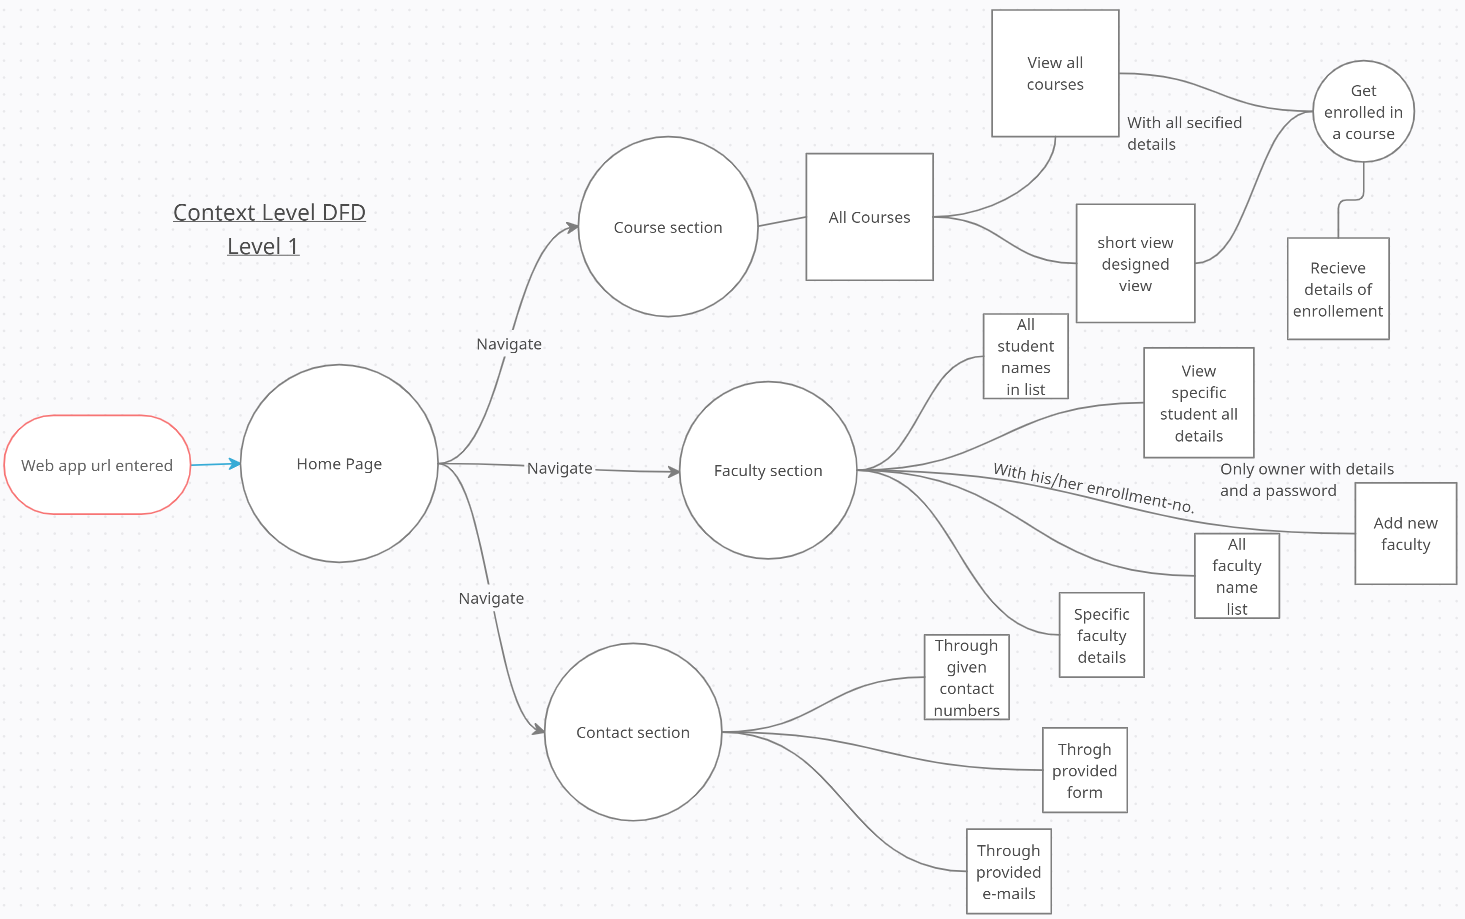 Context Level DFD
Level 1
Web app url entered
Home Page
Navigate
Navigate
Navigate
Course section
All Courses
View all
courses
With all secified
details
short view
designed
view
Get
enrolled in
a course
Recieve
details of
enrollement
Faculty section
All
student
names
in list
View
specific
student all
details
With his/her enrollment-no.
Only owner with details
and a password
Add new
faculty
All
faculty
name
list
Specific
faculty
details
Contact section
Through
given
contact
numbers
Throgh
provided
form
Through
provided
e-mails